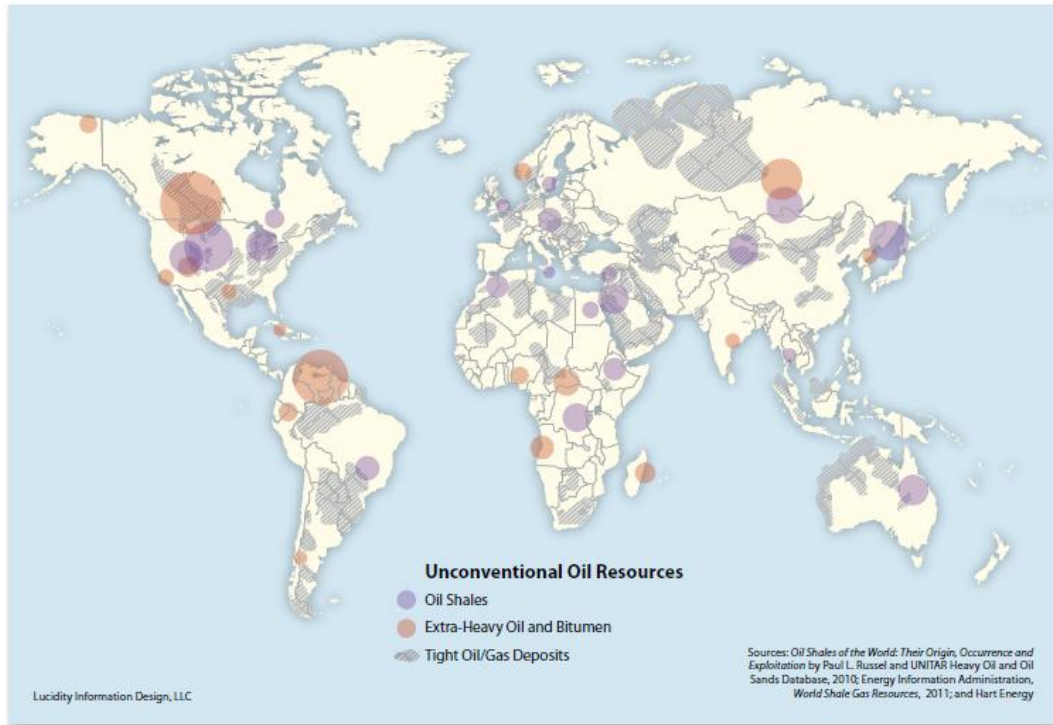 Unconventional Oil Resources
Oil Shales
Extra-Heavy Oil and Bitumen
Tight Oil/Gas Deposits
Sources: Oil Shales of the World: Their Origin, Occurrence and
Exploitation by Paul L. Russel and UNITAR Heavy Oil and Oil
Sands Database, 2010; Energy Information Administration,
World Shale Gas Resources, 2011; and Hart Energy
Lucidity Information Design, LLC